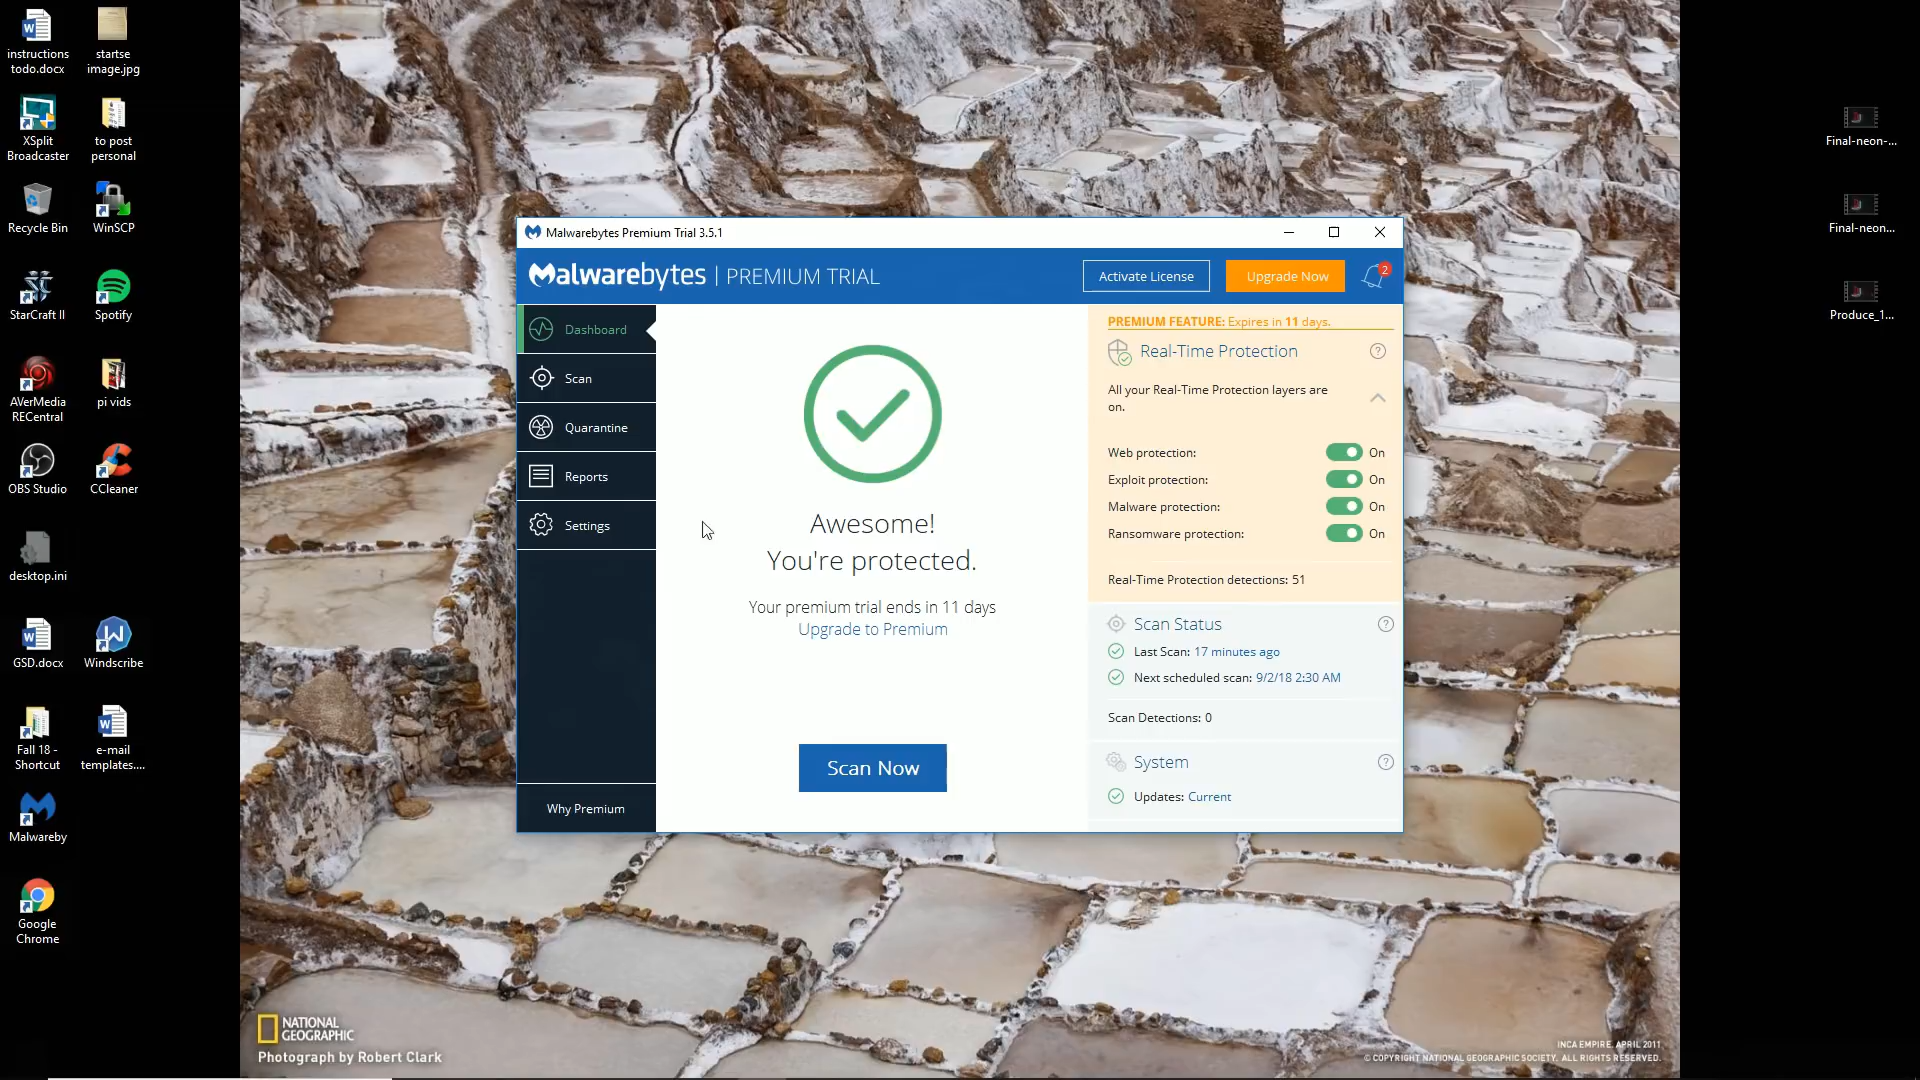 instructions
todo.docx
startse
image.jpg
XSplit
Broadcaster
to post
personal
Recycle Bin
WinSCP
StarCraft II
Spotify
AVerMedia
RECentral
pi vids
OBS Studio
CCleaner
desktop.ini
GSD.docx
Windscribe
Fall 18 -
Shortcut
e-mail
templates....
Malwareby
Google
Chrome
Malwarebytes Premium Trial 3.5.1
Malwarebytes | PREMIUM TRIAL
Activate License
Upgrade Now
2
Dashboard
Scan
Quarantine
Reports
Settings
Why Premium
Awesome!
You're protected.
Your premium trial ends in 11 days
Upgrade to Premium
Scan Now
PREMIUM FEATURE: Expires in 11 days.
Real-Time Protection
?
All your Real-Time Protection layers are
on.
Web protection: On
Exploit protection: On
Malware protection: On
Ransomware protection: On
Real-Time Protection detections: 51
Scan Status
?
Last Scan: 17 minutes ago
Next scheduled scan: 9/2/18 2:30 AM
Scan Detections: 0
System
?
Updates: Current
Final-neon-...
Final-neon...
Produce_1...
NATIONAL
GEOGRAPHIC
Photograph by Robert Clark
INCA EMPIRE, APRIL 2011
© COPYRIGHT NATIONAL GEOGRAPHIC SOCIETY. ALL RIGHTS RESERVED.